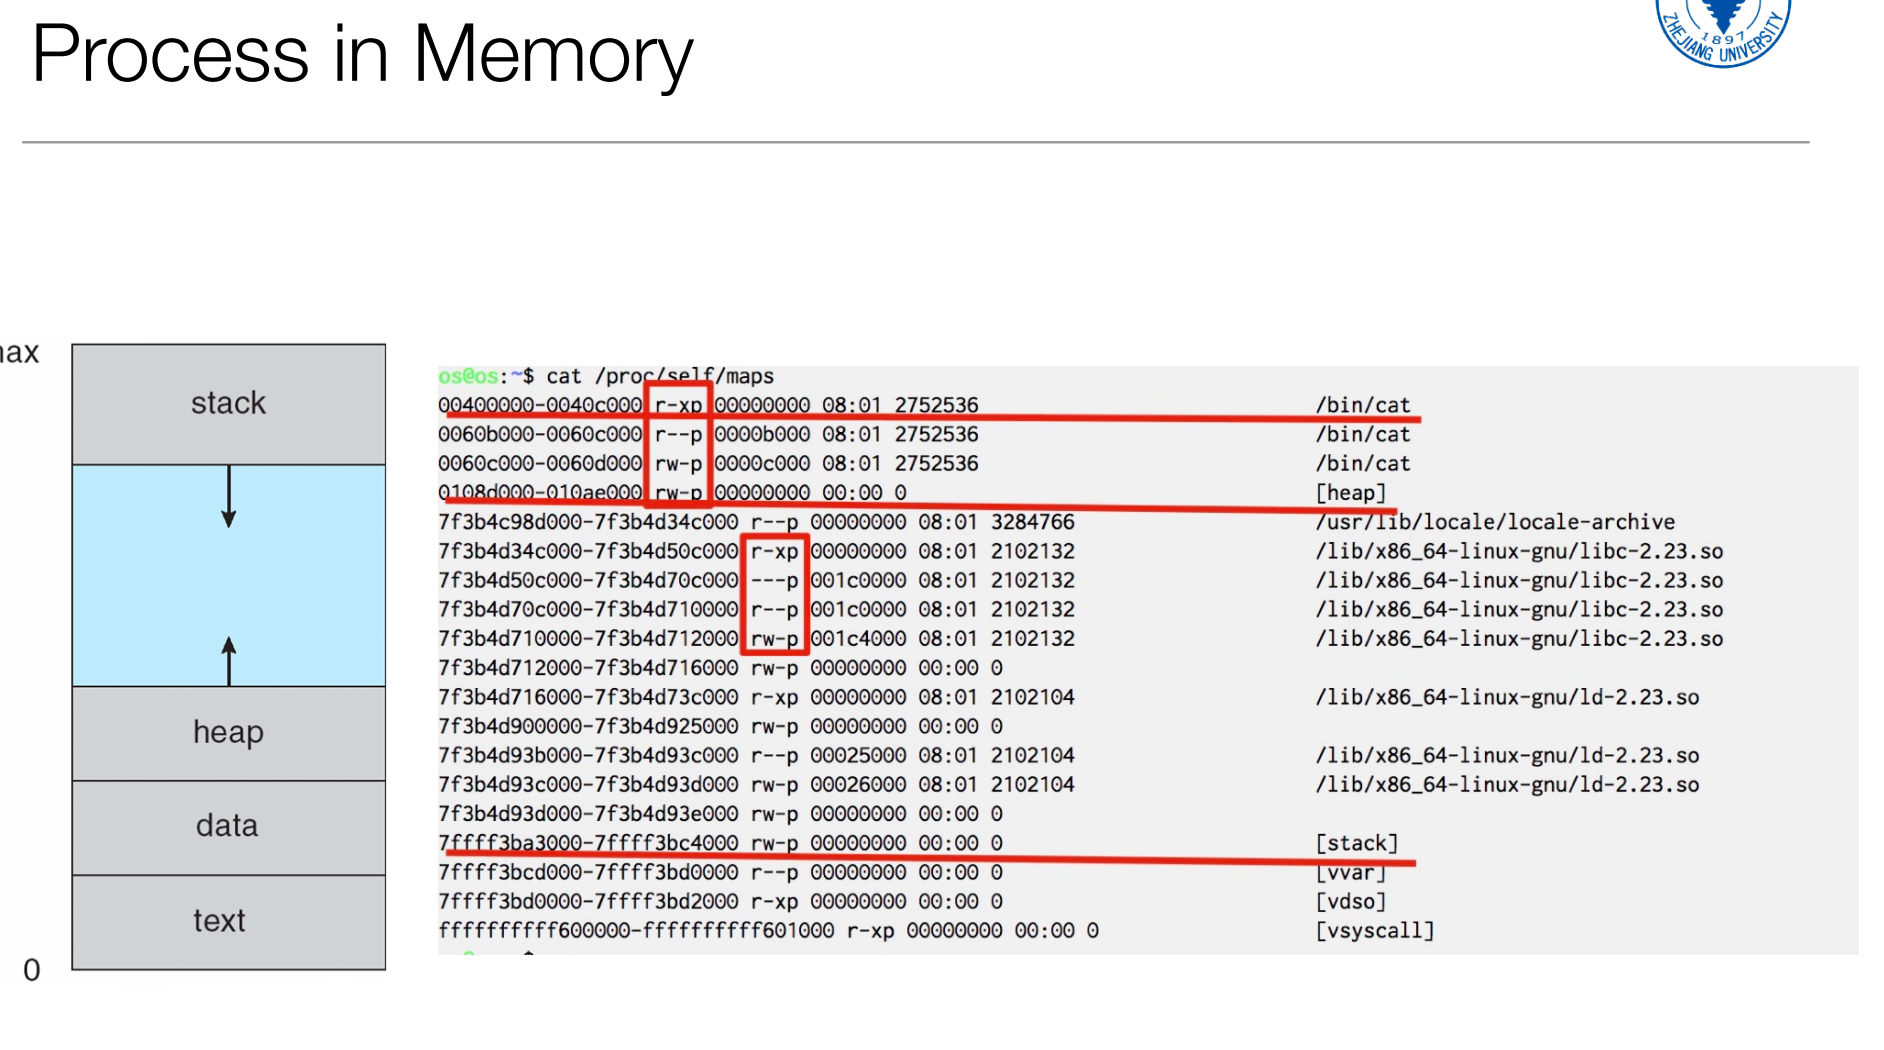 Process in Memory
1897
ZHEJIANG UNIVERSITY
max
stack
heap
data
text
0
os@os:~$ cat /proc/self/maps
00400000-0040c000 r-xp 00000000 08:01 2752536 /bin/cat
0060b000-0060c000 r--p 0000b000 08:01 2752536 /bin/cat
0060c000-0060d000 rw-p 0000c000 08:01 2752536 /bin/cat
0108d000-010ae000 rw-p 00000000 00:00 0 [heap]
7f3b4c98d000-7f3b4d34c000 r--p 00000000 08:01 3284766 /usr/lib/locale/locale-archive
7f3b4d34c000-7f3b4d50c000 r-xp 00000000 08:01 2102132 /lib/x86_64-linux-gnu/libc-2.23.so
7f3b4d50c000-7f3b4d70c000 ---p 001c0000 08:01 2102132 /lib/x86_64-linux-gnu/libc-2.23.so
7f3b4d70c000-7f3b4d710000 r--p 001c0000 08:01 2102132 /lib/x86_64-linux-gnu/libc-2.23.so
7f3b4d710000-7f3b4d712000 rw-p 001c4000 08:01 2102132 /lib/x86_64-linux-gnu/libc-2.23.so
7f3b4d712000-7f3b4d716000 rw-p 00000000 00:00 0
7f3b4d716000-7f3b4d73c000 r-xp 00000000 08:01 2102104 /lib/x86_64-linux-gnu/ld-2.23.so
7f3b4d900000-7f3b4d925000 rw-p 00000000 00:00 0
7f3b4d93b000-7f3b4d93c000 r--p 00025000 08:01 2102104 /lib/x86_64-linux-gnu/ld-2.23.so
7f3b4d93c000-7f3b4d93d000 rw-p 00026000 08:01 2102104 /lib/x86_64-linux-gnu/ld-2.23.so
7f3b4d93d000-7f3b4d93e000 rw-p 00000000 00:00 0
7ffff3ba3000-7ffff3bc4000 rw-p 00000000 00:00 0 [stack]
7ffff3bcd000-7ffff3bd0000 r--p 00000000 00:00 0 [vvar]
7ffff3bd0000-7ffff3bd2000 r-xp 00000000 00:00 0 [vdso]
ffffffffff600000-ffffffffff601000 r-xp 00000000 00:00 0 [vsyscall]